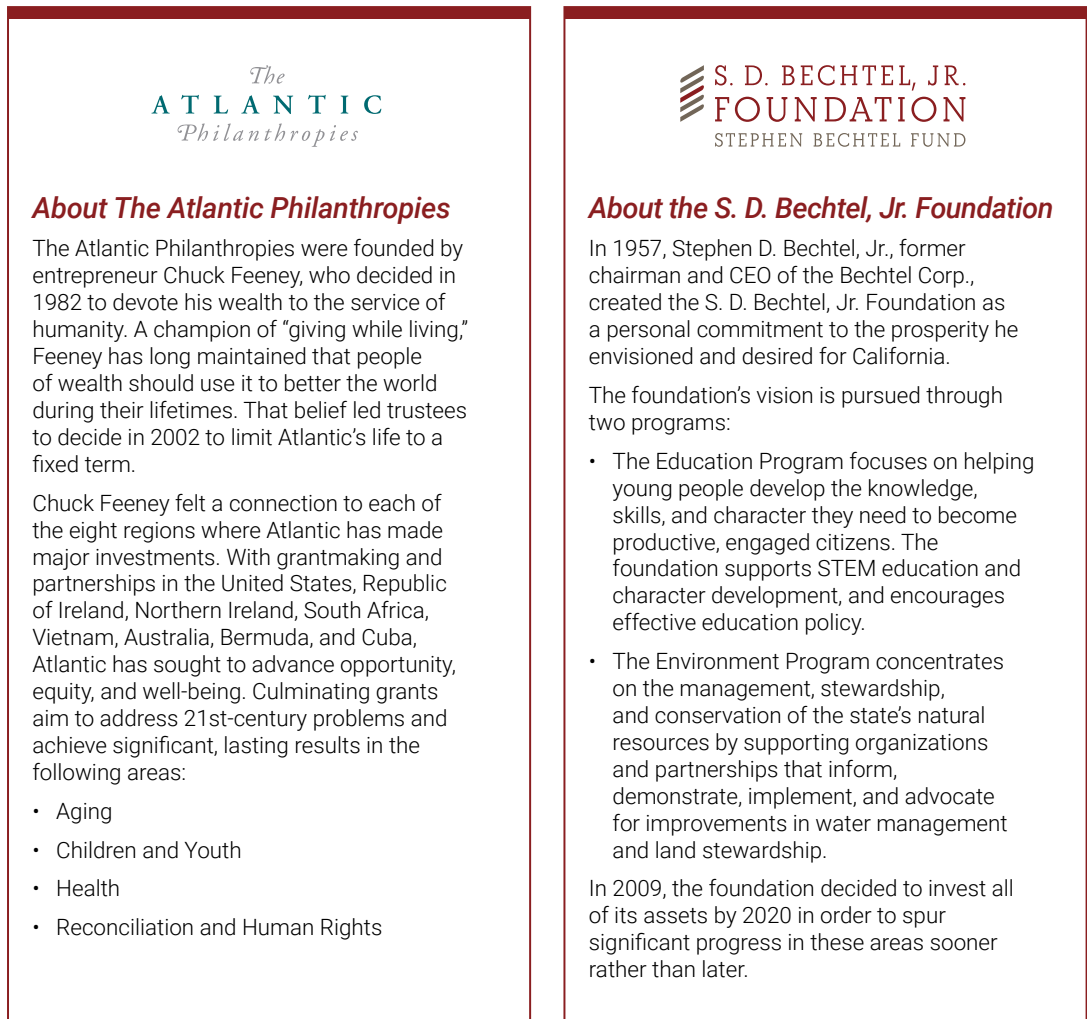 The
ATLANTIC
Philanthropies
About The Atlantic Philanthropies
The Atlantic Philanthropies were founded by
entrepreneur Chuck Feeney, who decided in
1982 to devote his wealth to the service of
humanity. A champion of “giving while living,”
Feeney has long maintained that people
of wealth should use it to better the world
during their lifetimes. That belief led trustees
to decide in 2002 to limit Atlantic’s life to a
fixed term.
Chuck Feeney felt a connection to each of
the eight regions where Atlantic has made
major investments. With grantmaking and
partnerships in the United States, Republic
of Ireland, Northern Ireland, South Africa,
Vietnam, Australia, Bermuda, and Cuba,
Atlantic has sought to advance opportunity,
equity, and well-being. Culminating grants
aim to address 21st-century problems and
achieve significant, lasting results in the
following areas:
• Aging
• Children and Youth
• Health
• Reconciliation and Human Rights
S. D. BECHTEL, JR.
FOUNDATION
STEPHEN BECHTEL FUND
About the S. D. Bechtel, Jr. Foundation
In 1957, Stephen D. Bechtel, Jr., former
chairman and CEO of the Bechtel Corp.,
created the S. D. Bechtel, Jr. Foundation as
a personal commitment to the prosperity he
envisioned and desired for California.
The foundation’s vision is pursued through
two programs:
• The Education Program focuses on helping
young people develop the knowledge,
skills, and character they need to become
productive, engaged citizens. The
foundation supports STEM education and
character development, and encourages
effective education policy.
• The Environment Program concentrates
on the management, stewardship,
and conservation of the state’s natural
resources by supporting organizations
and partnerships that inform,
demonstrate, implement, and advocate
for improvements in water management
and land stewardship.
In 2009, the foundation decided to invest all
of its assets by 2020 in order to spur
significant progress in these areas sooner
rather than later.